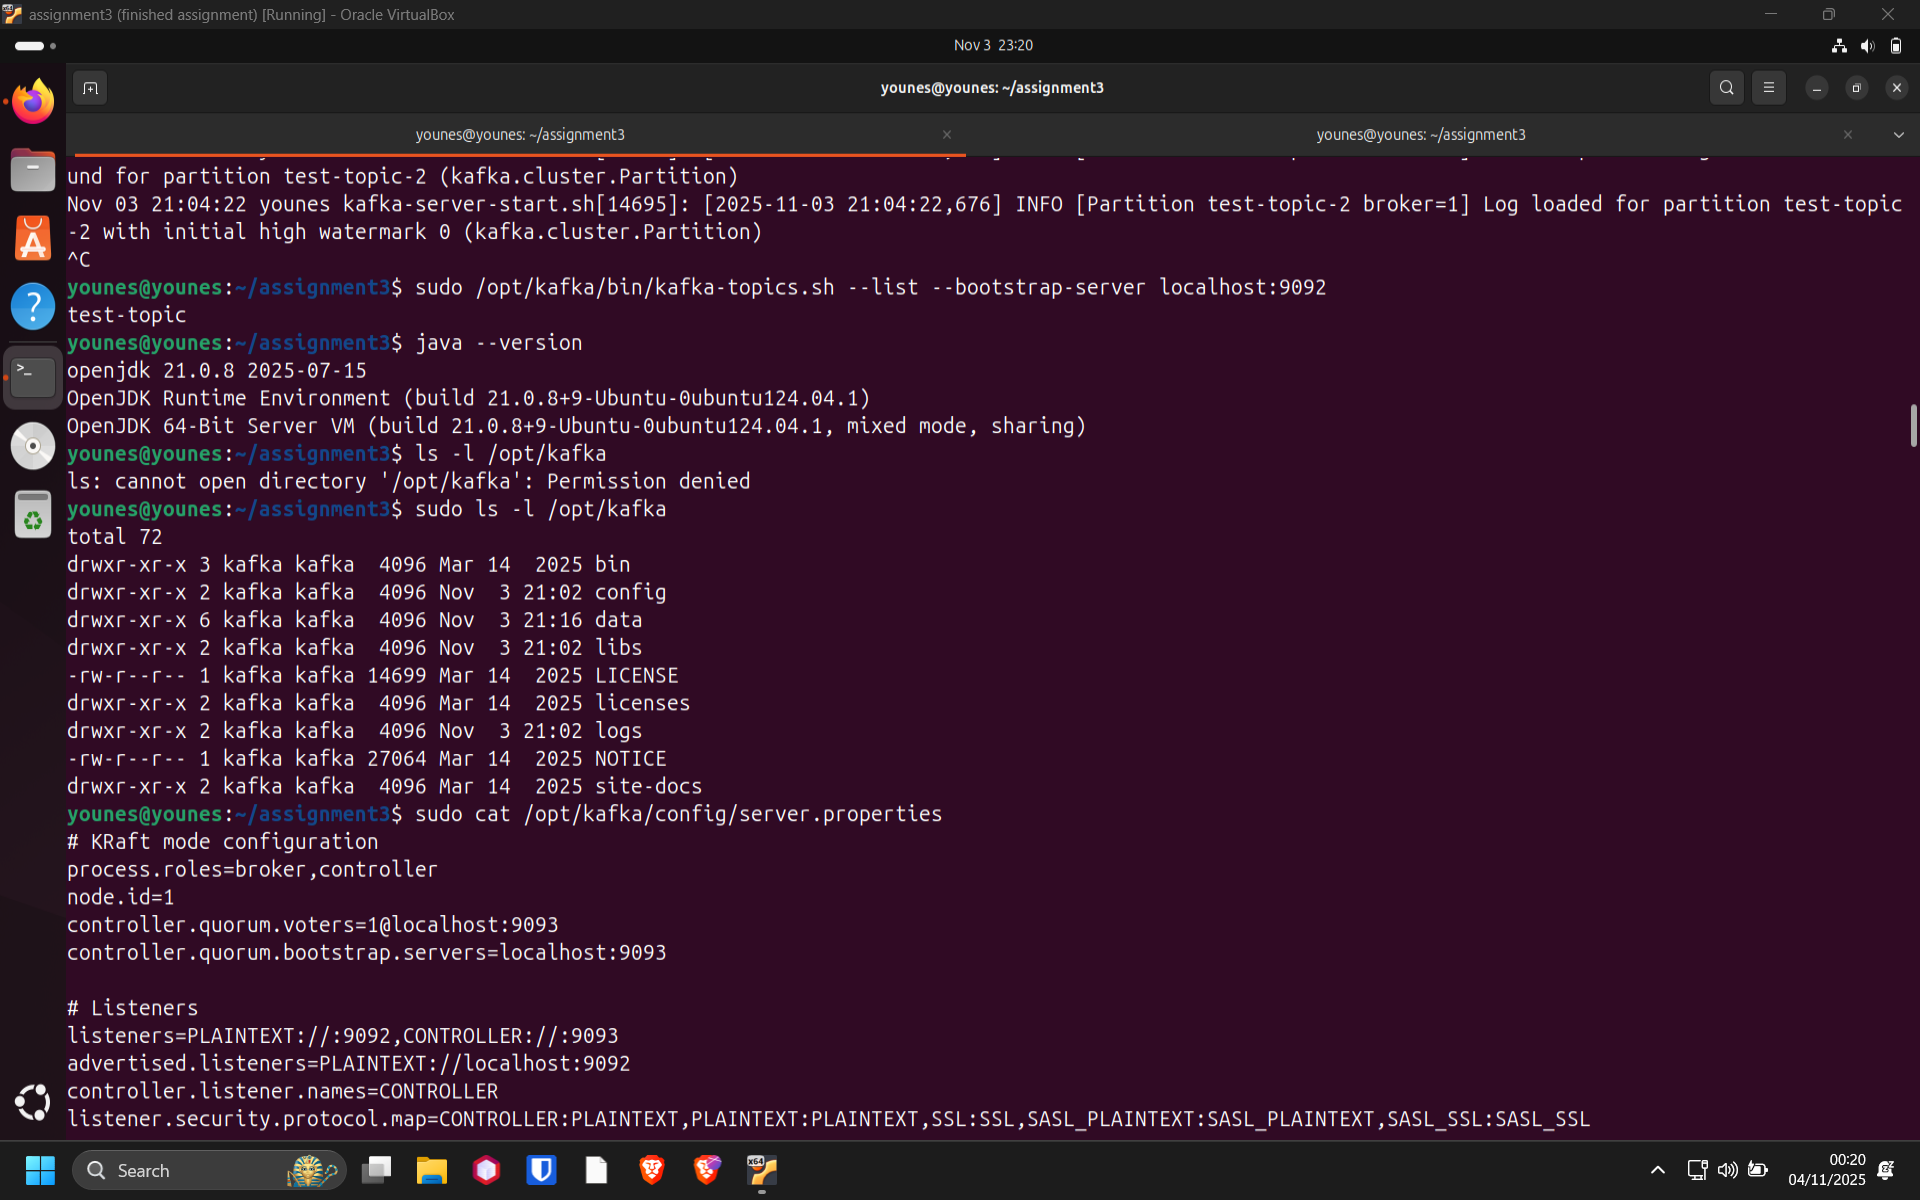 assignment3 (finished assignment) [Running] - Oracle VirtualBox
Nov 3 23:20
younes@younes: ~/assignment3
younes@younes: ~/assignment3
younes@younes: ~/assignment3
und for partition test-topic-2 (kafka.cluster.Partition)
Nov 03 21:04:22 younes kafka-server-start.sh[14695]: [2025-11-03 21:04:22,676] INFO [Partition test-topic-2 broker=1] Log loaded for partition test-topic
-2 with initial high watermark 0 (kafka.cluster.Partition)
^C
younes@younes:~/assignment3$ sudo /opt/kafka/bin/kafka-topics.sh --list --bootstrap-server localhost:9092
test-topic
younes@younes:~/assignment3$ java --version
openjdk 21.0.8 2025-07-15
OpenJDK Runtime Environment (build 21.0.8+9-Ubuntu-0ubuntu124.04.1)
OpenJDK 64-Bit Server VM (build 21.0.8+9-Ubuntu-0ubuntu124.04.1, mixed mode, sharing)
younes@younes:~/assignment3$ ls -l /opt/kafka
ls: cannot open directory '/opt/kafka': Permission denied
younes@younes:~/assignment3$ sudo ls -l /opt/kafka
total 72
drwxr-xr-x 3 kafka kafka  4096 Mar 14  2025 bin
drwxr-xr-x 2 kafka kafka  4096 Nov  3 21:02 config
drwxr-xr-x 6 kafka kafka  4096 Nov  3 21:16 data
drwxr-xr-x 2 kafka kafka  4096 Nov  3 21:02 libs
-rw-r--r-- 1 kafka kafka 14699 Mar 14  2025 LICENSE
drwxr-xr-x 2 kafka kafka  4096 Mar 14  2025 licenses
drwxr-xr-x 2 kafka kafka  4096 Nov  3 21:02 logs
-rw-r--r-- 1 kafka kafka 27064 Mar 14  2025 NOTICE
drwxr-xr-x 2 kafka kafka  4096 Mar 14  2025 site-docs
younes@younes:~/assignment3$ sudo cat /opt/kafka/config/server.properties
# KRaft mode configuration
process.roles=broker,controller
node.id=1
controller.quorum.voters=1@localhost:9093
controller.quorum.bootstrap.servers=localhost:9093
# Listeners
listeners=PLAINTEXT://:9092,CONTROLLER://:9093
advertised.listeners=PLAINTEXT://localhost:9092
controller.listener.names=CONTROLLER
listener.security.protocol.map=CONTROLLER:PLAINTEXT,PLAINTEXT:PLAINTEXT,SSL:SSL,SASL_PLAINTEXT:SASL_PLAINTEXT,SASL_SSL:SASL_SSL
Search
00:20
04/11/2025